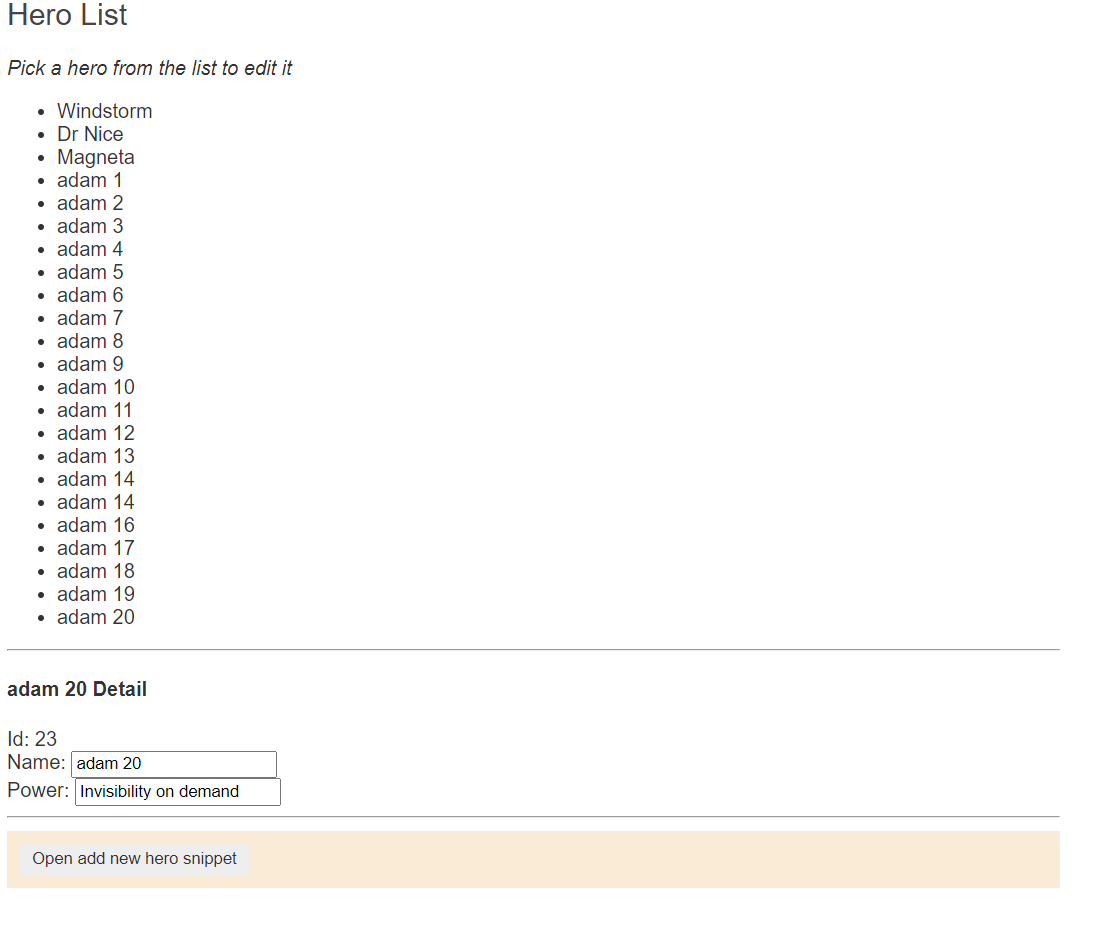 Hero List
Pick a hero from the list to edit it
Windstorm
Dr Nice
Magneta
adam 1
adam 2
adam 3
adam 4
adam 5
adam 6
adam 7
adam 8
adam 9
adam 10
adam 11
adam 12
adam 13
adam 14
adam 14
adam 16
adam 17
adam 18
adam 19
adam 20
adam 20 Detail
Id: 23
Name: adam 20
Power: Invisibility on demand
Open add new hero snippet